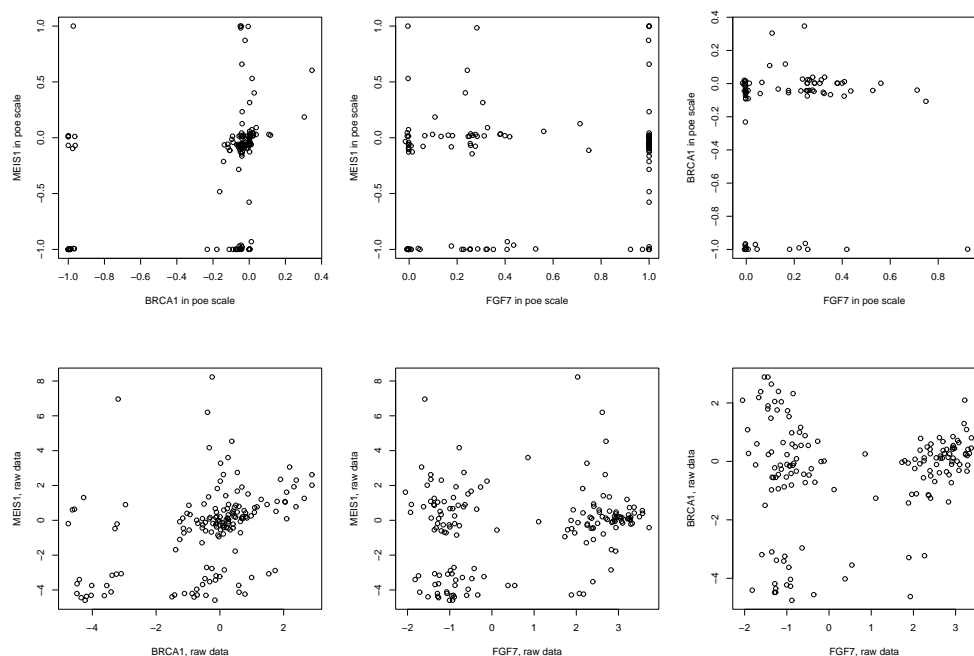 MEIS1 in poe scale
1.0
0.5
0.0
−0.5
−1.0
−1.0 −0.8 −0.6 −0.4 −0.2 0.0 0.2 0.4
BRCA1 in poe scale
MEIS1 in poe scale
1.0
0.5
0.0
−0.5
−1.0
0.0 0.2 0.4 0.6 0.8 1.0
FGF7 in poe scale
BRCA1 in poe scale
0.4
0.2
0.0
−0.2
−0.4
−0.6
−0.8
−1.0
0.0 0.2 0.4 0.6 0.8
FGF7 in poe scale
MEIS1, raw data
8
6
4
2
0
−2
−4
−4 −2 0 2
BRCA1, raw data
MEIS1, raw data
8
6
4
2
0
−2
−4
−2 −1 0 1 2 3
FGF7, raw data
BRCA1, raw data
2
0
−2
−4
−2 −1 0 1 2 3
FGF7, raw data